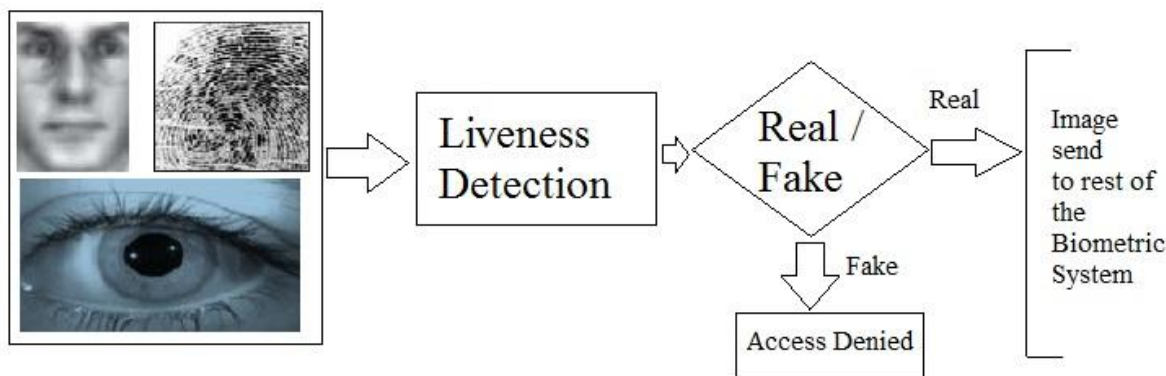 Liveness
Detection
Real /
Fake
Real
Fake
Access Denied
Image
send
to rest of
the
Biometric
System